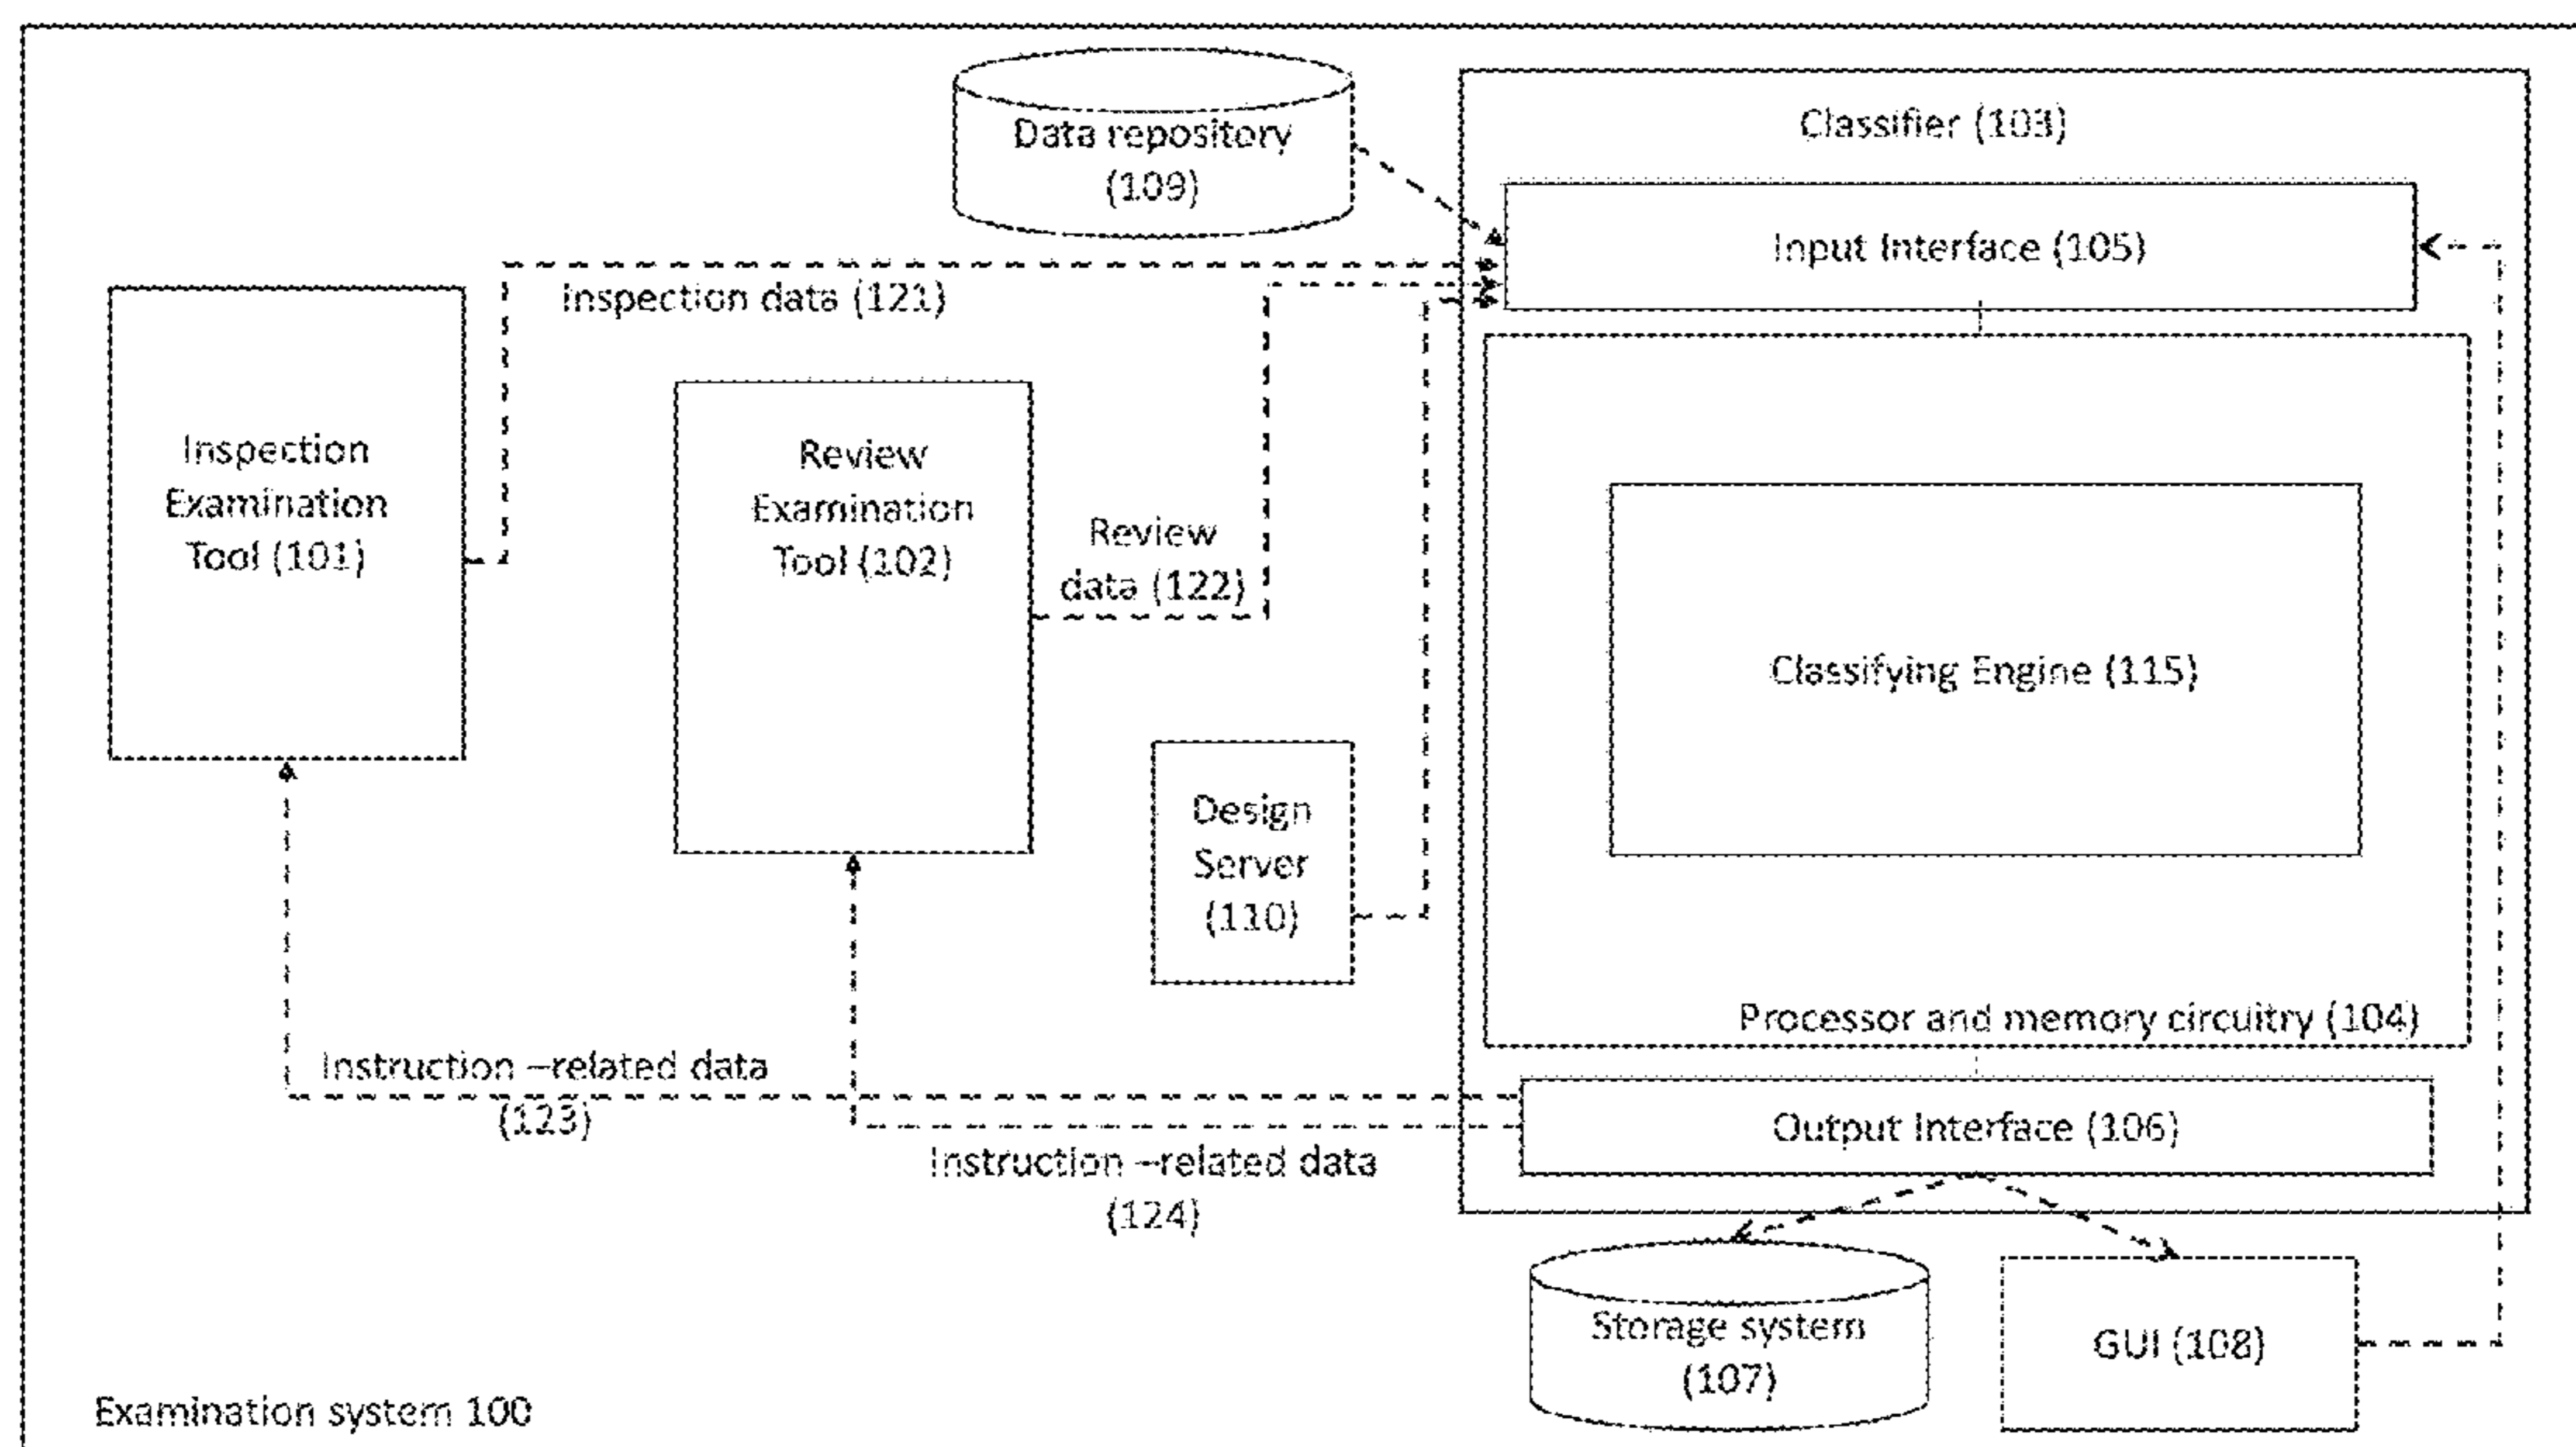 Data repository
(109)
Classifier (103)
Input Interface (105)
Inspection data (121)
Inspection
Examination
Tool (101)
Review
Examination
Tool (102)
Review
data (122)
Classifying Engine (115)
Design
Server
(110)
Processor and memory circuitry (104)
Instruction –related data
(123)
Output Interface (106)
Instruction –related data
(124)
Storage system
(107)
GUI (108)
Examination system 100